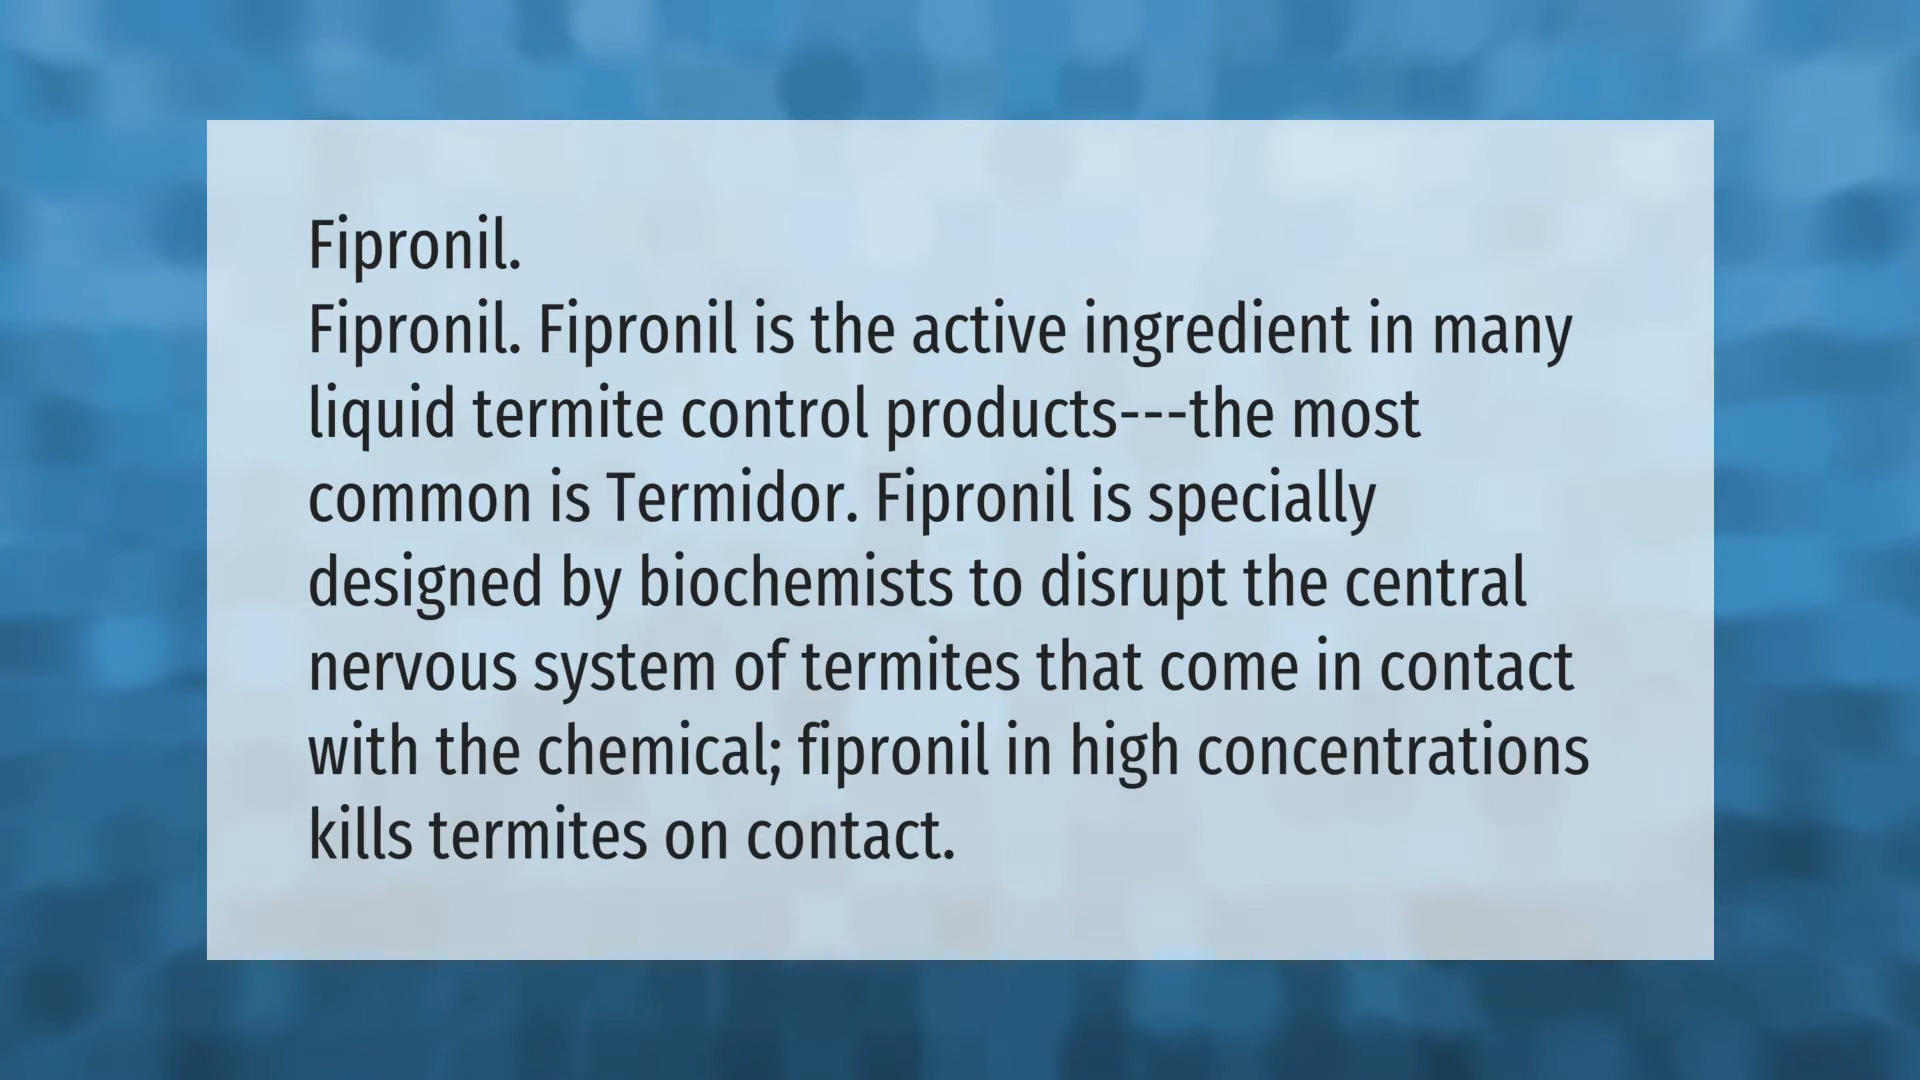 Fipronil.
Fipronil. Fipronil is the active ingredient in many
liquid termite control products---the most
common is Termidor. Fipronil is specially
designed by biochemists to disrupt the central
nervous system of termites that come in contact
with the chemical; fipronil in high concentrations
kills termites on contact.